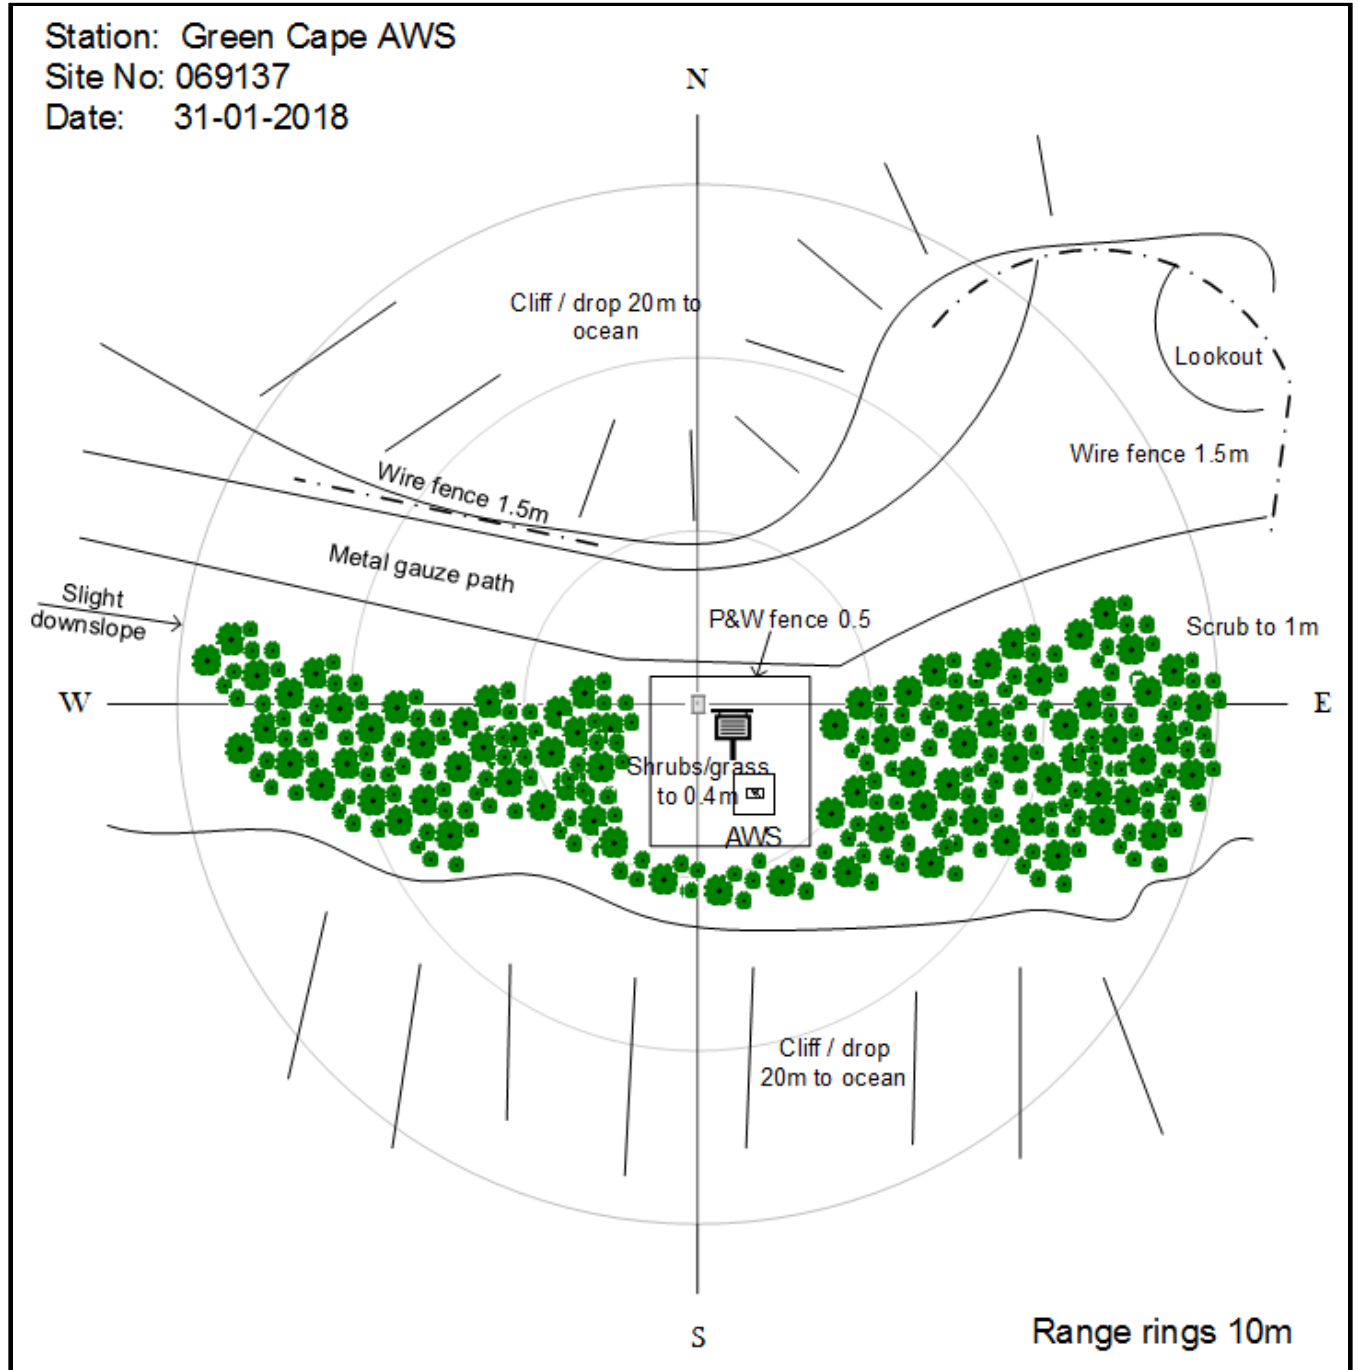 Station: Green Cape AWS
Site No: 069137
Date: 31-01-2018
N
Cliff / drop 20m to
ocean
Lookout
Wire fence 1.5m
Wire fence 1.5m
Metal gauze path
Slight
downslope
P&W fence 0.5
Scrub to 1m
W
E
Shrubs/grass
to 0.4m
AWS
Cliff / drop
20m to ocean
S
Range rings 10m